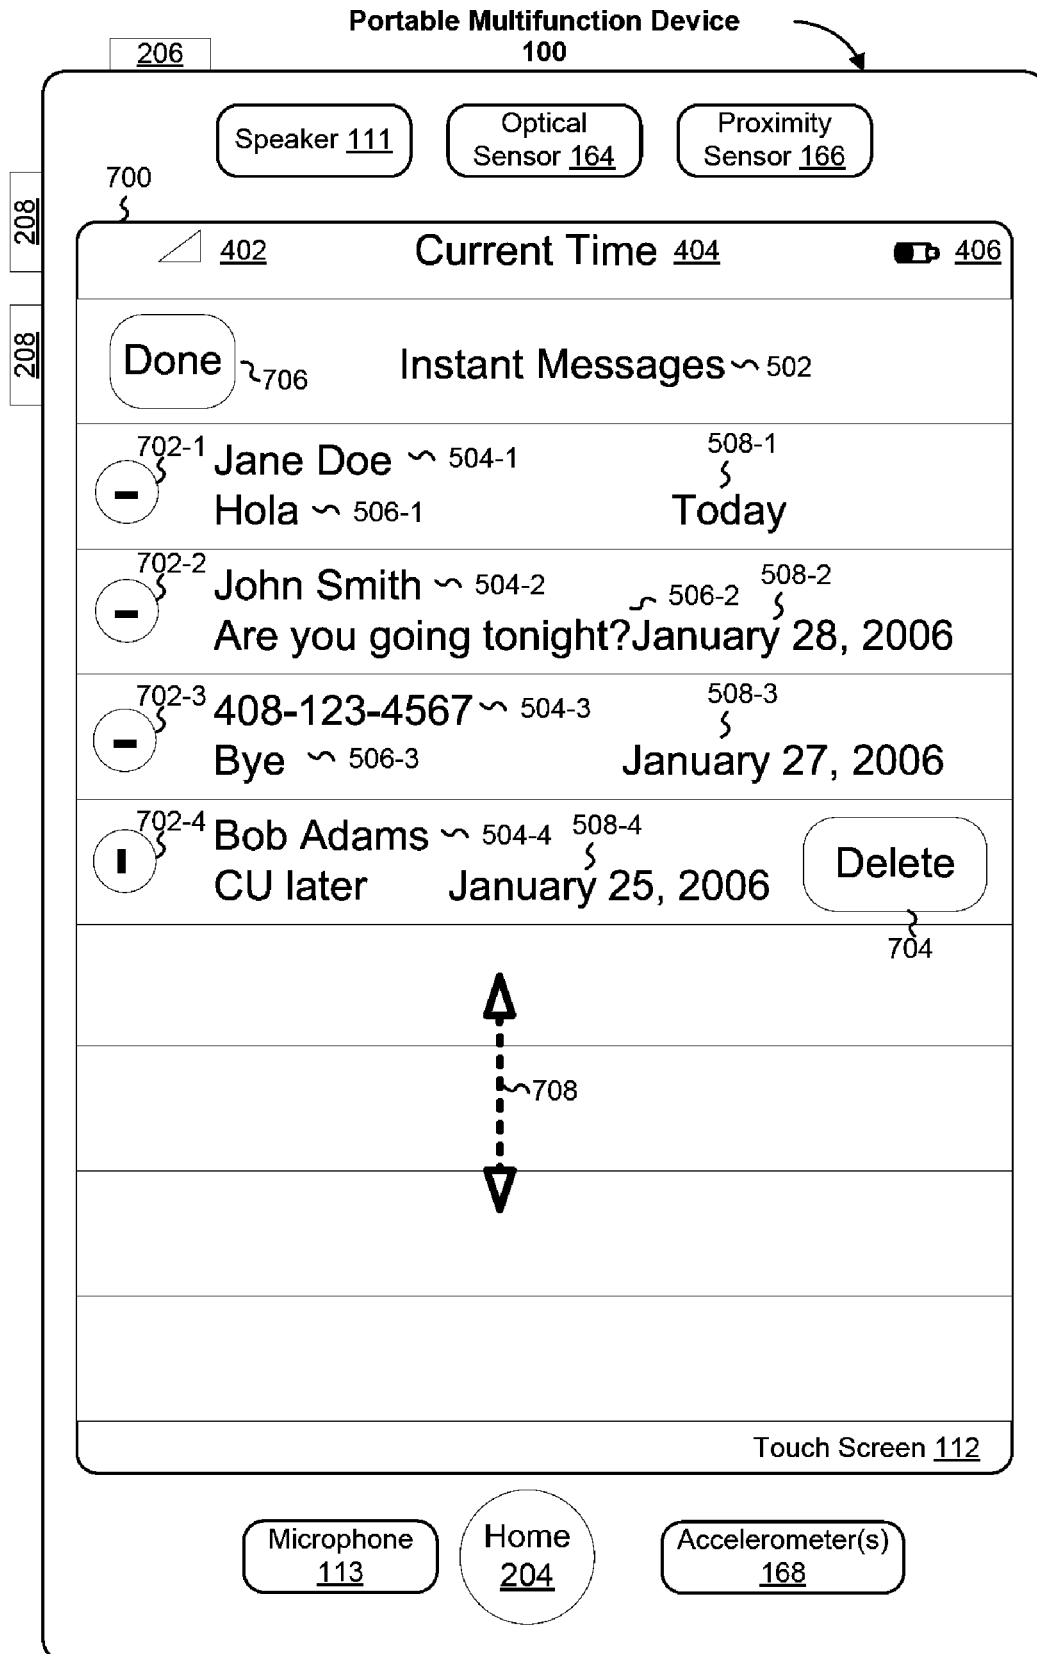 Portable Multifunction Device
100
206
Speaker 111
Optical
Sensor 164
Proximity
Sensor 166
208
208
700
402
Current Time 404
406
Done
706
Instant Messages 502
702-1
Jane Doe 504-1
508-1
Hola 506-1
Today
702-2
John Smith 504-2
506-2
508-2
Are you going tonight? January 28, 2006
702-3
408-123-4567 504-3
508-3
Bye 506-3
January 27, 2006
702-4
Bob Adams 504-4
508-4
CU later
January 25, 2006
Delete
704
708
Touch Screen 112
Microphone
113
Home
204
Accelerometer(s)
168